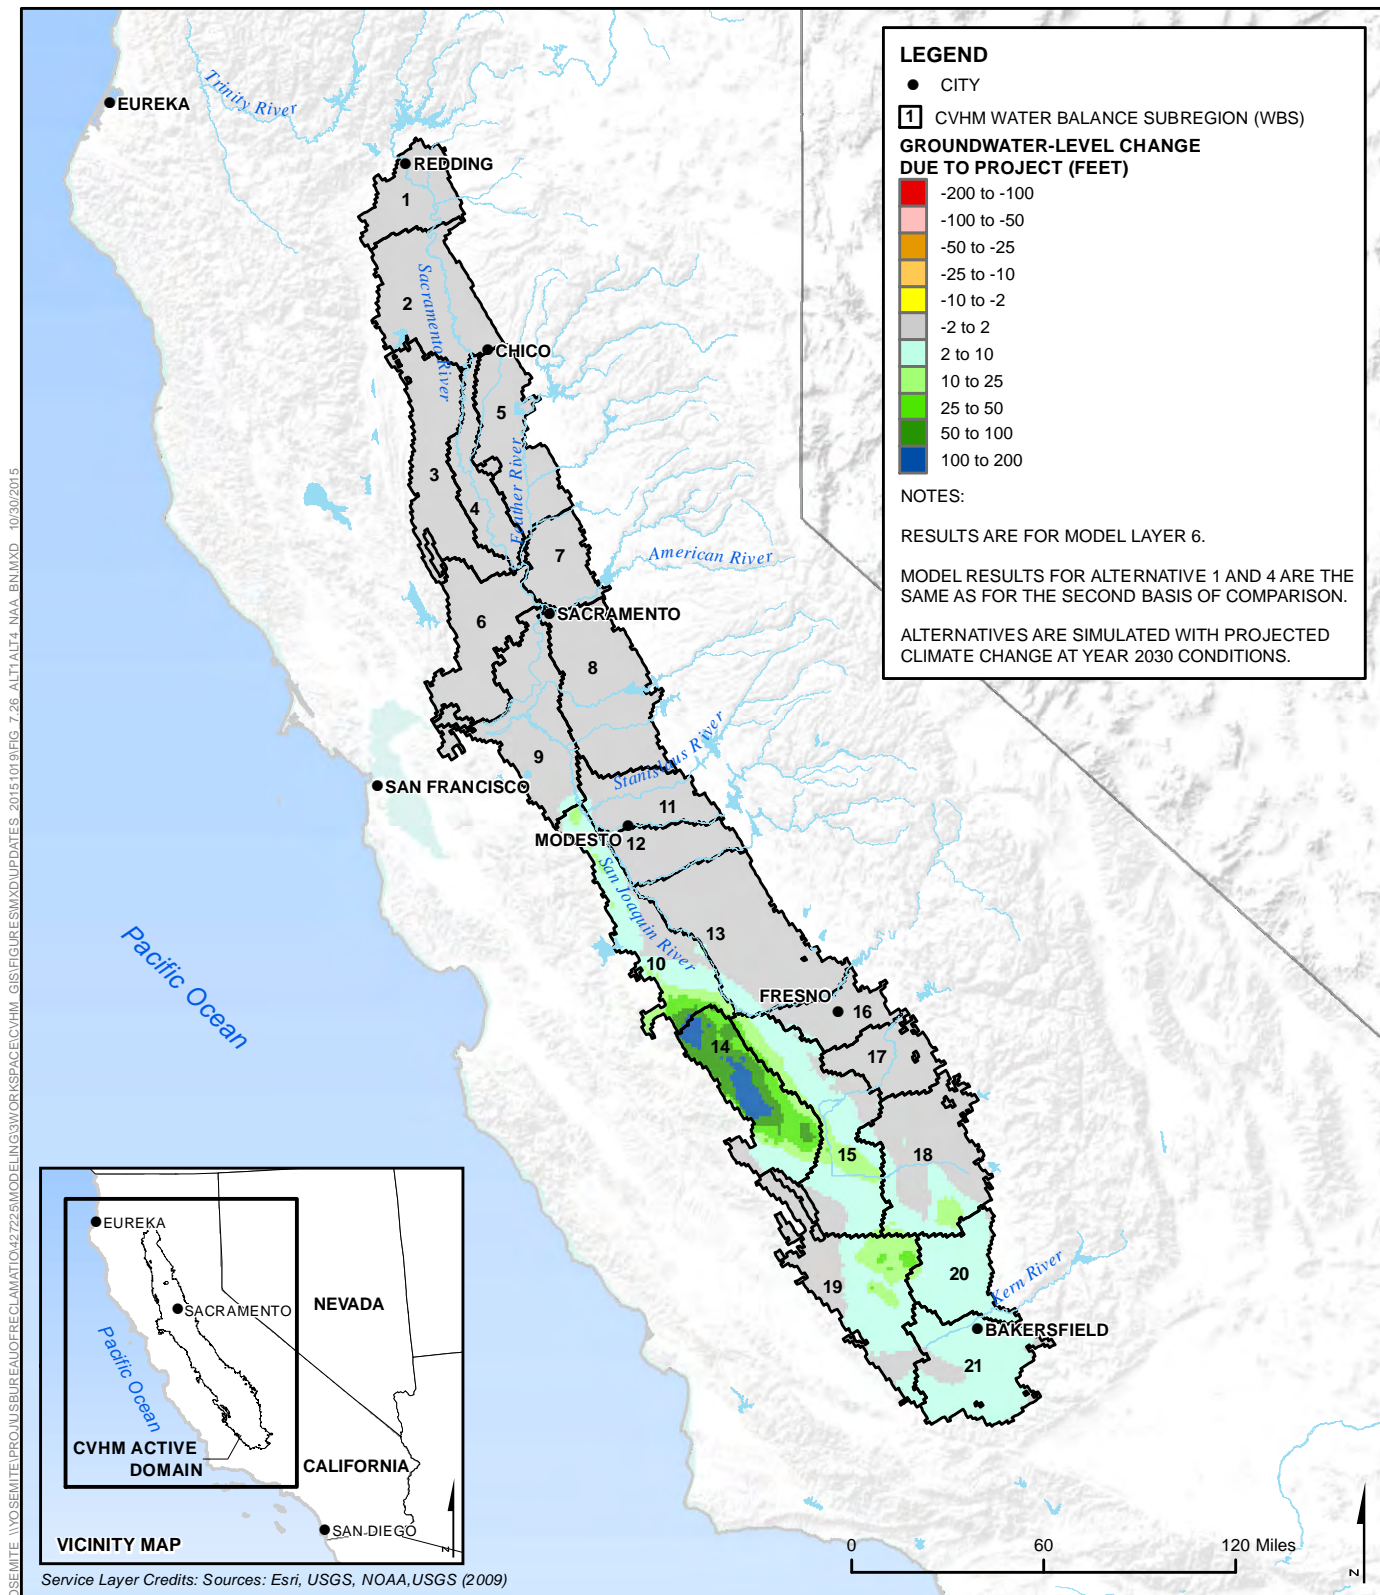 EUREKA
Trinity River
REDDING
1
2
Sacramento River
CHICO
5
3
4
Feather River
7
American River
SACRAMENTO
6
8
9
Stanislaus River
SAN FRANCISCO
11
MODESTO
12
San Joaquin River
13
10
FRESNO
16
14
17
15
18
19
20
Kern River
BAKERSFIELD
21
Pacific Ocean
LEGEND
CITY
1 CVHM WATER BALANCE SUBREGION (WBS)
GROUNDWATER-LEVEL CHANGE
DUE TO PROJECT (FEET)
-200 to -100
-100 to -50
-50 to -25
-25 to -10
-10 to -2
-2 to 2
2 to 10
10 to 25
25 to 50
50 to 100
100 to 200
NOTES:
RESULTS ARE FOR MODEL LAYER 6.
MODEL RESULTS FOR ALTERNATIVE 1 AND 4 ARE THE
SAME AS FOR THE SECOND BASIS OF COMPARISON.
ALTERNATIVES ARE SIMULATED WITH PROJECTED
CLIMATE CHANGE AT YEAR 2030 CONDITIONS.
EUREKA
SACRAMENTO
NEVADA
Pacific Ocean
CVHM ACTIVE
DOMAIN
CALIFORNIA
SAN DIEGO
VICINITY MAP
N
Service Layer Credits: Sources: Esri, USGS, NOAA,USGS (2009)
0 60 120 Miles
N
10/30/2015